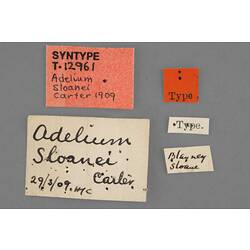 SYNTYPE
T-12961
Adelium
Sloanei
Carter 1909
Type
Type.
Adelium
Sloanei
Carter
29/3/09. HJC
Blayney
Sloane